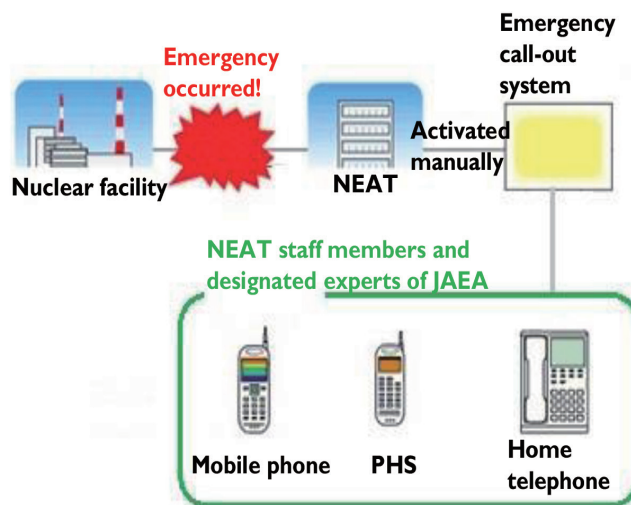 Emergency
call-out
system
Emergency
occurred!
Activated
manually
Nuclear facility
NEAT
NEAT staff members and
designated experts of JAEA
Mobile phone
PHS
Home
telephone